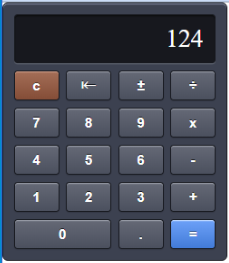 124
c ⇤ ± ÷
7 8 9 x
4 5 6 -
1 2 3 +
0 . =